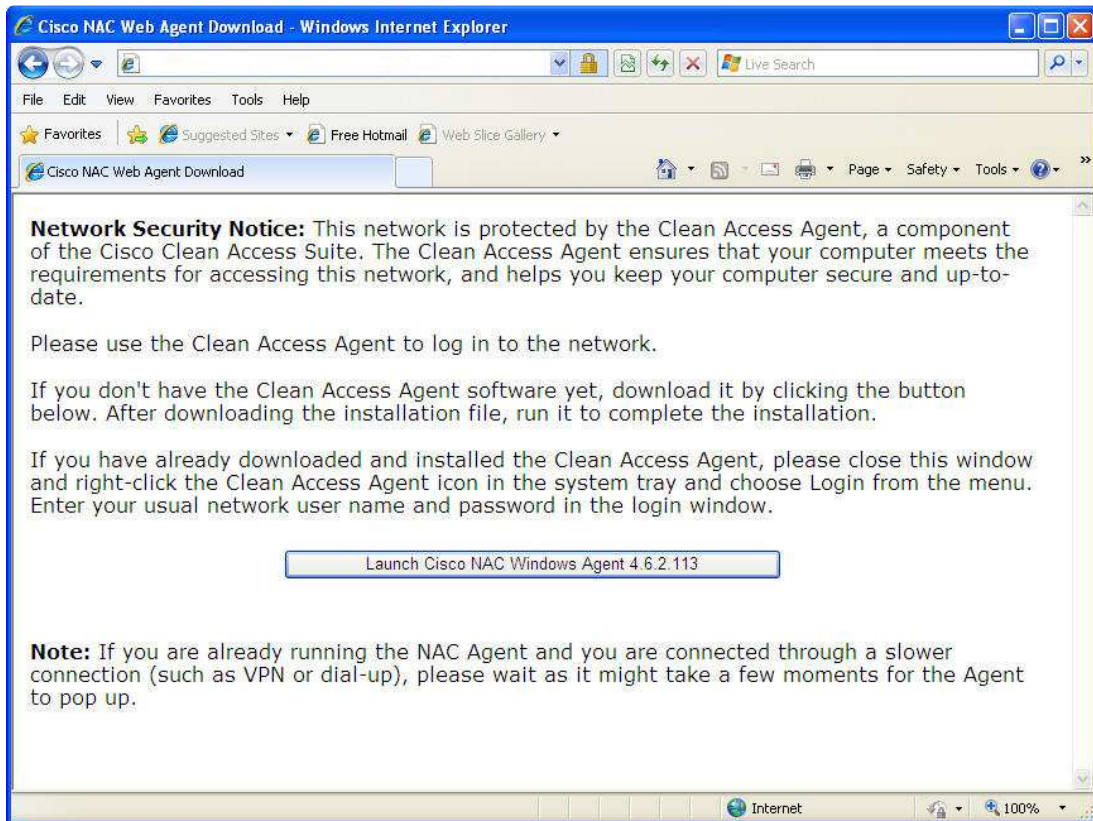 Cisco NAC Web Agent Download - Windows Internet Explorer
Live Search
File Edit View Favorites Tools Help
Favorites Suggested Sites Free Hotmail Web Slice Gallery
Cisco NAC Web Agent Download Page Safety Tools »
Network Security Notice: This network is protected by the Clean Access Agent, a component
of the Cisco Clean Access Suite. The Clean Access Agent ensures that your computer meets the
requirements for accessing this network, and helps you keep your computer secure and up-to-
date.
Please use the Clean Access Agent to log in to the network.
If you don't have the Clean Access Agent software yet, download it by clicking the button
below. After downloading the installation file, run it to complete the installation.
If you have already downloaded and installed the Clean Access Agent, please close this window
and right-click the Clean Access Agent icon in the system tray and choose Login from the menu.
Enter your usual network user name and password in the login window.
Launch Cisco NAC Windows Agent 4.6.2.113
Note: If you are already running the NAC Agent and you are connected through a slower
connection (such as VPN or dial-up), please wait as it might take a few moments for the Agent
to pop up.
Internet 100%